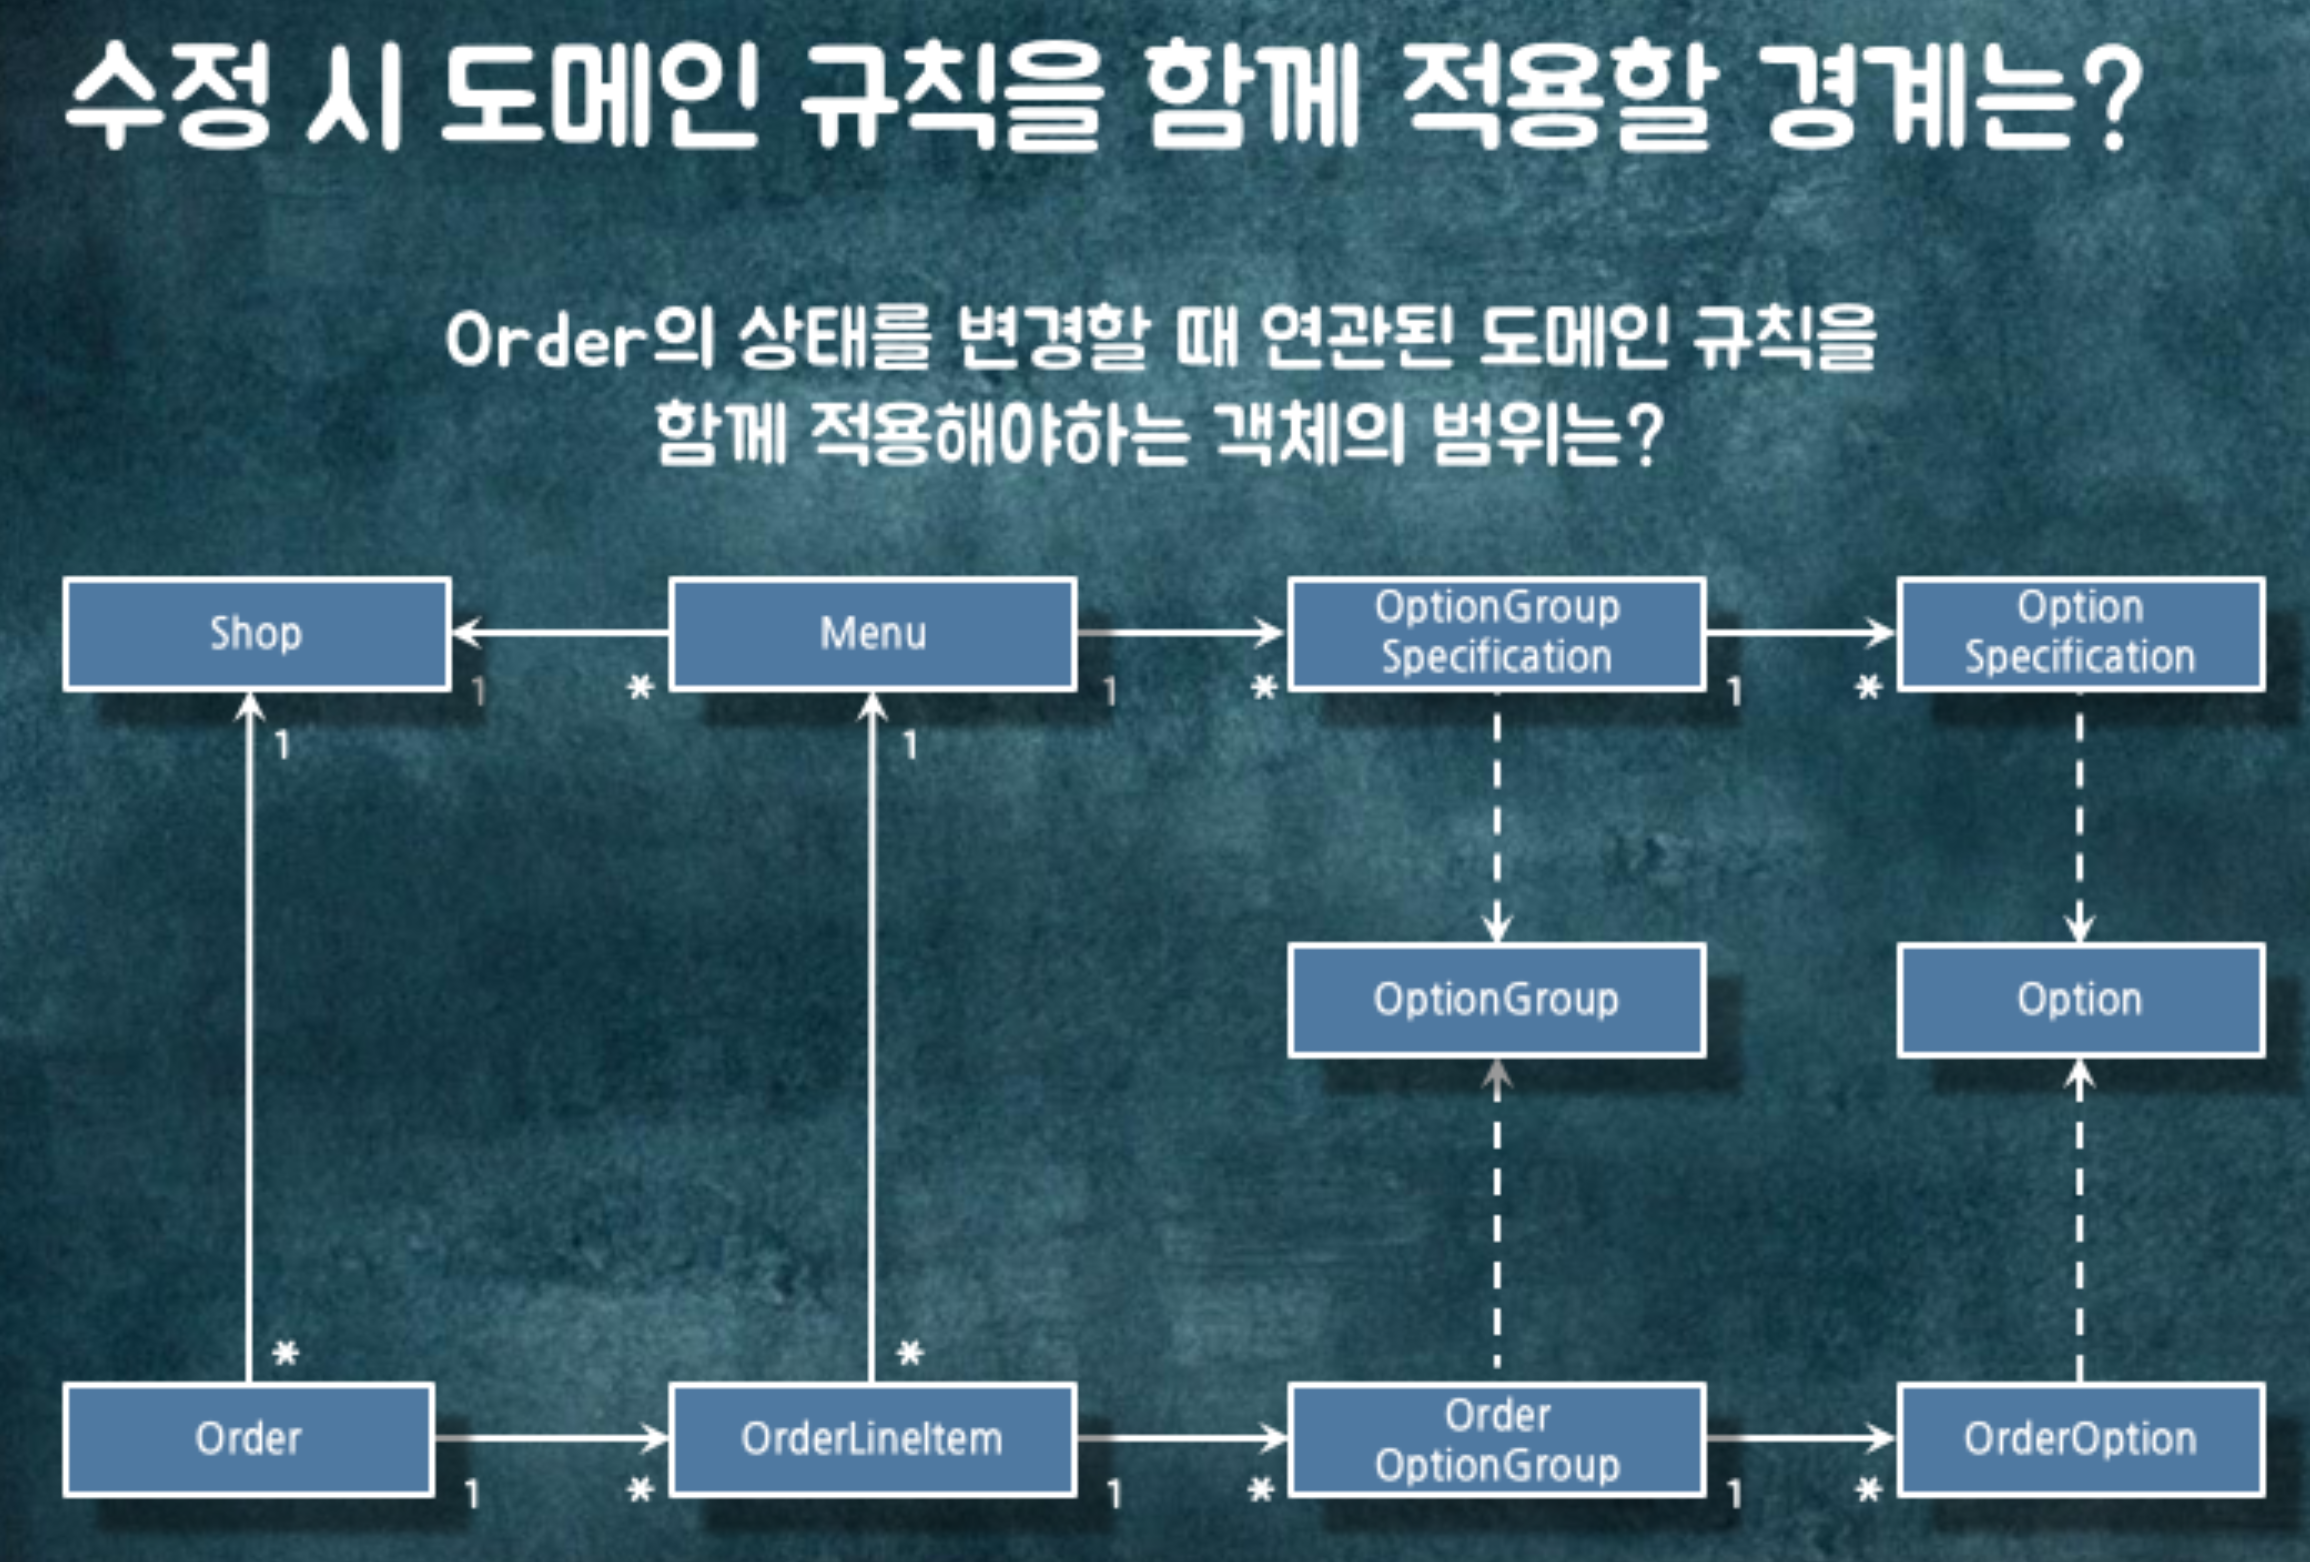 수정 시 도메인 규칙을 함께 적용할 경계는?
Order의 상태를 변경할 때 연관된 도메인 규칙을
함께 적용해야하는 객체의 범위는?
Shop
1
*
Menu
1
*
OptionGroup
Specification
1
*
Option
Specification
1
1
OptionGroup
Option
*
*
Order
1
*
OrderLineItem
1
*
Order
OptionGroup
1
*
OrderOption